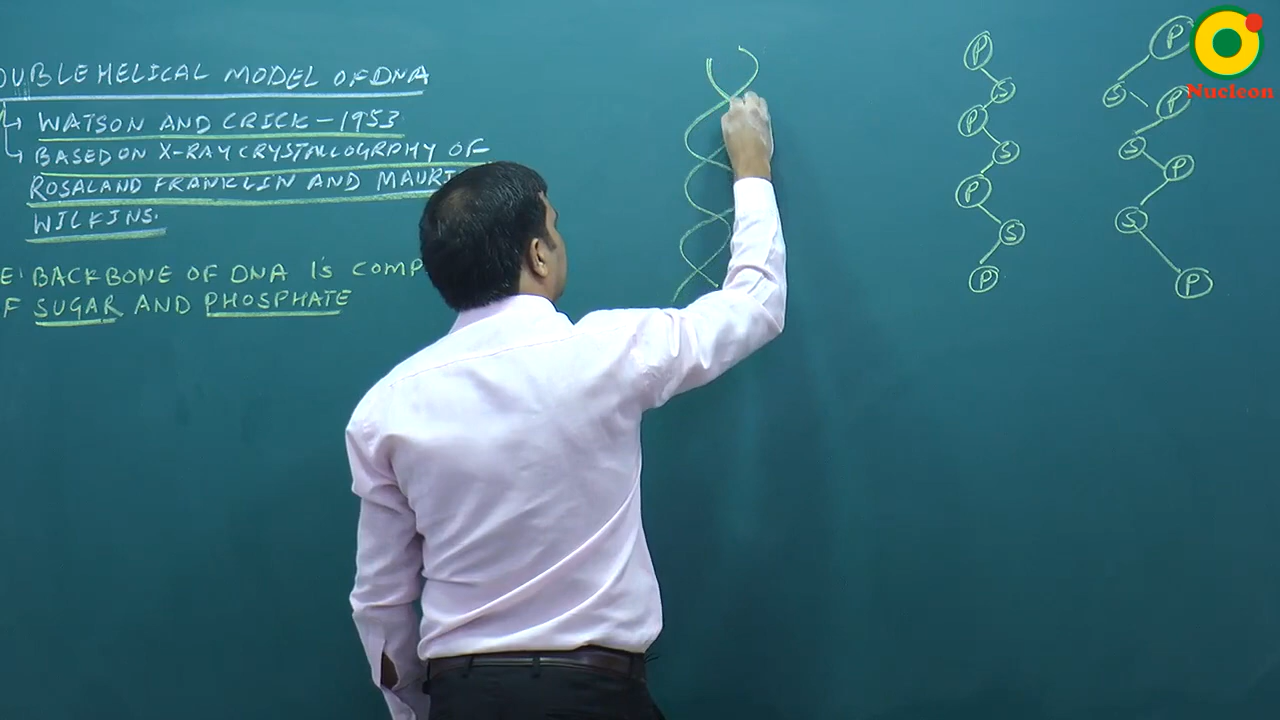 OUBLE HELICAL MODEL OF DNA
WATSON AND CRICK - 1953
BASED ON X-RAY CRYSTALLOGRPHY OF
ROSALAND FRANKLIN AND MAURI
WILKINS.
E BACKBONE OF DNA IS COMP
F SUGAR AND PHOSPHATE
P
S
P
S
P
S
P
P
S
P
S
P
S
P
Nucleon